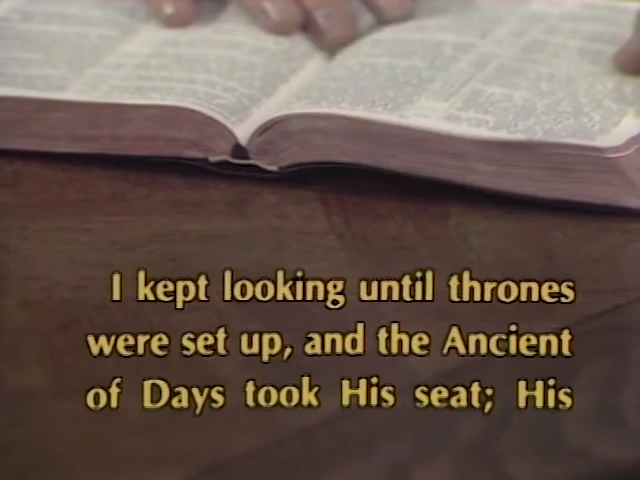 I kept looking until thrones
were set up, and the Ancient
of Days took His seat; His